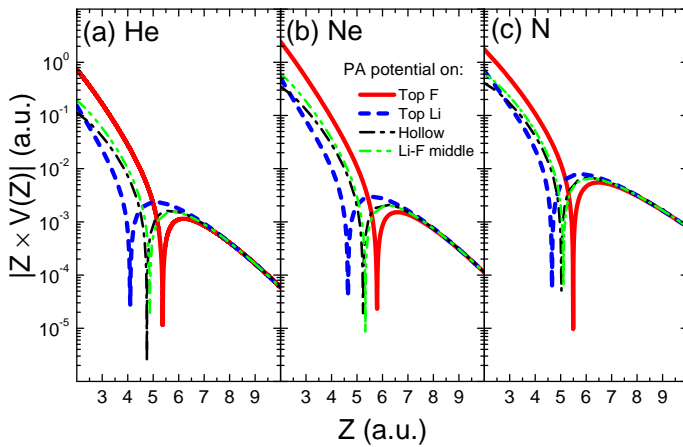 (a) He
(b) Ne
(c) N
PA potential on:
Top F
Top Li
Hollow
Li-F middle
|Z × V(Z)| (a.u.)
10^0
10^-1
10^-2
10^-3
10^-4
10^-5
3 4 5 6 7 8 9
3 4 5 6 7 8 9
3 4 5 6 7 8 9
Z (a.u.)